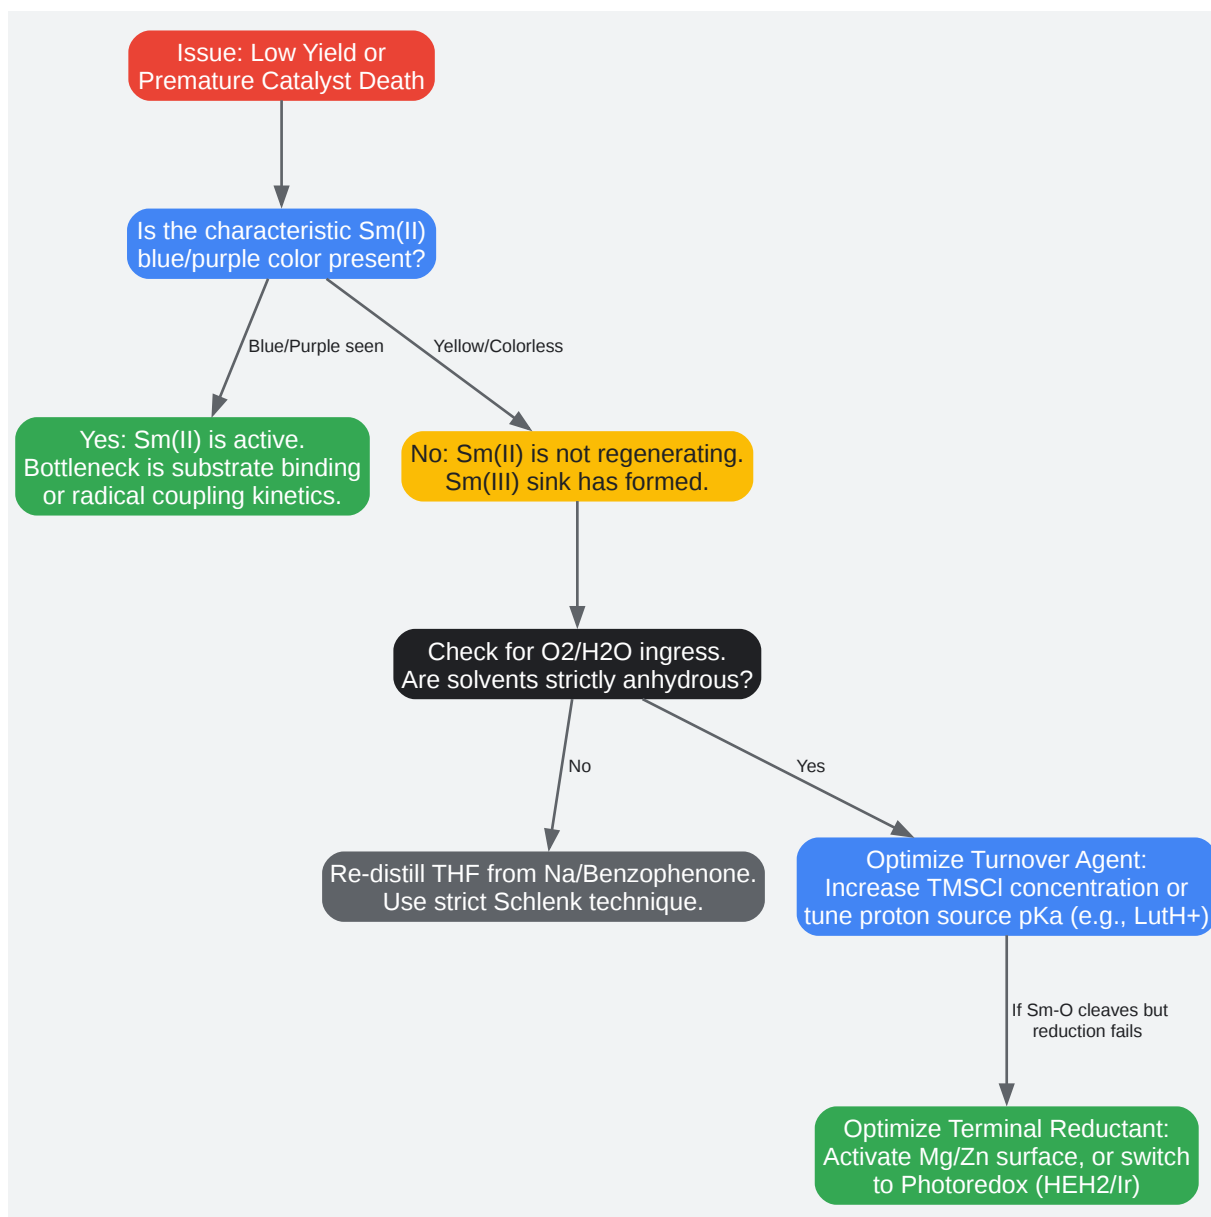 Issue: Low Yield or
Premature Catalyst Death
Is the characteristic Sm(II)
blue/purple color present?
Blue/Purple seen
Yellow/Colorless
Yes: Sm(II) is active.
Bottleneck is substrate binding
or radical coupling kinetics.
No: Sm(II) is not regenerating.
Sm(III) sink has formed.
Check for O2/H2O ingress.
Are solvents strictly anhydrous?
No
Yes
Re-distill THF from Na/Benzophenone.
Use strict Schlenk technique.
Optimize Turnover Agent:
Increase TMSCl concentration or
tune proton source pKa (e.g., LutH+)
If Sm-O cleaves but
reduction fails
Optimize Terminal Reductant:
Activate Mg/Zn surface, or switch
to Photoredox (HEH2/Ir)